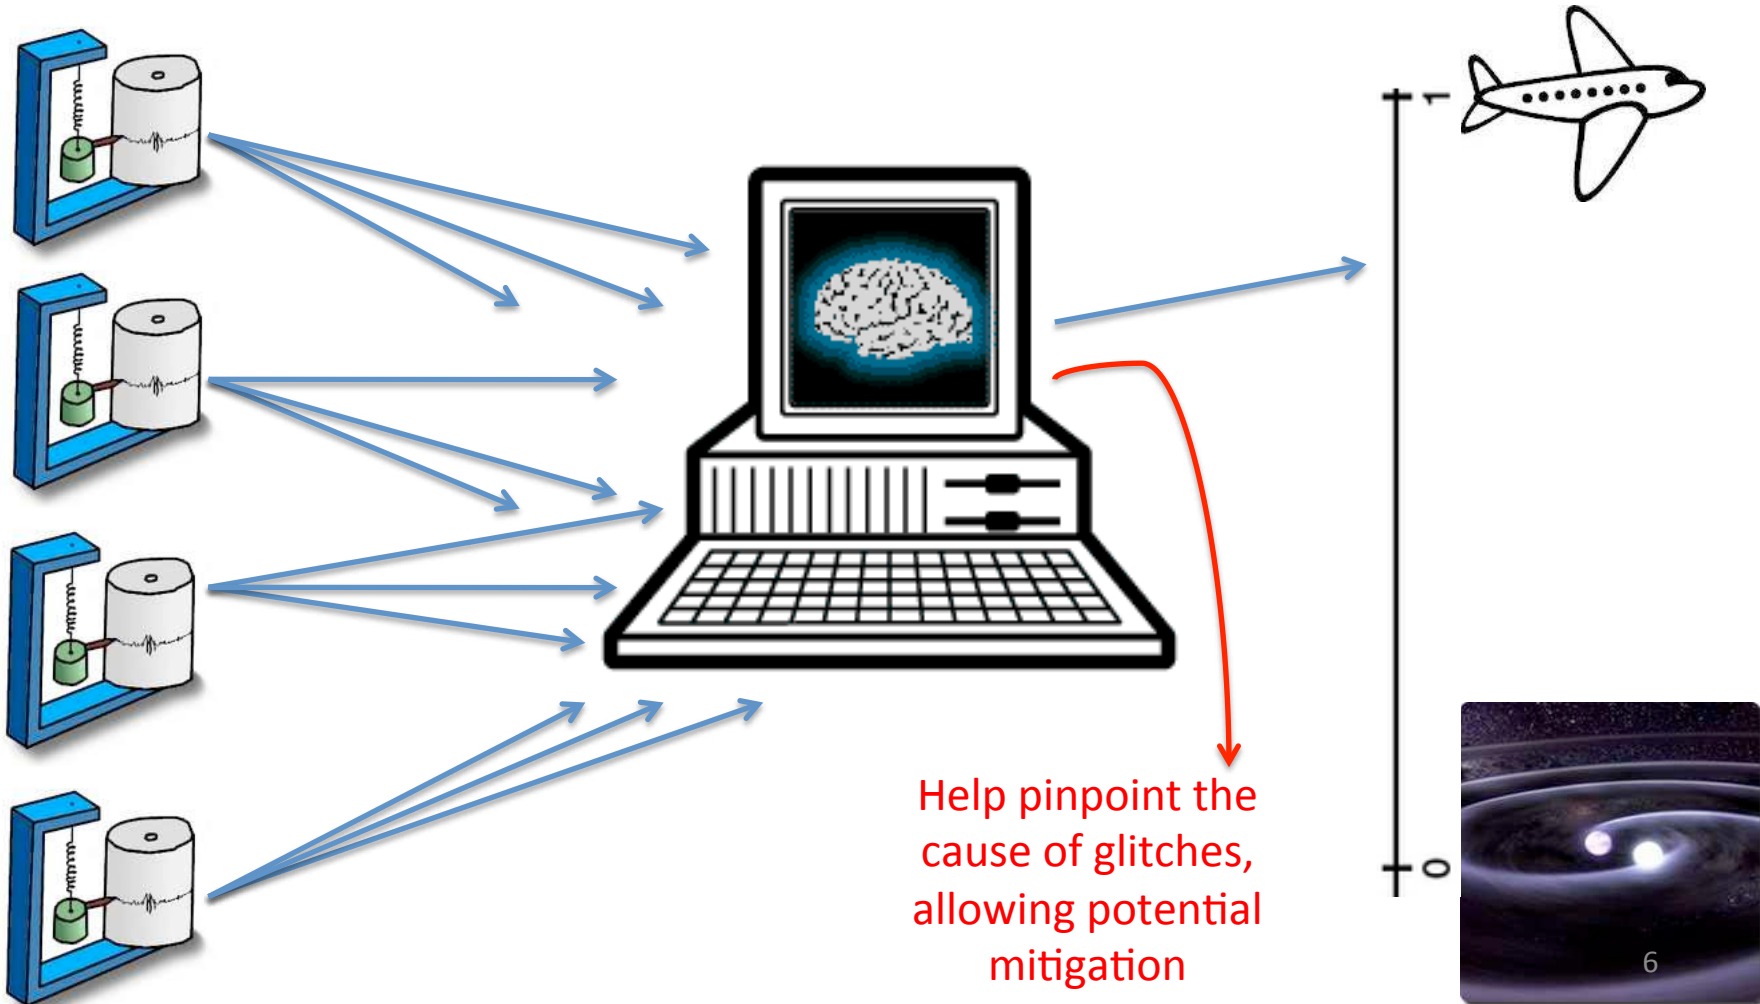 1
0
Help pinpoint the
cause of glitches,
allowing potential
mitigation
6